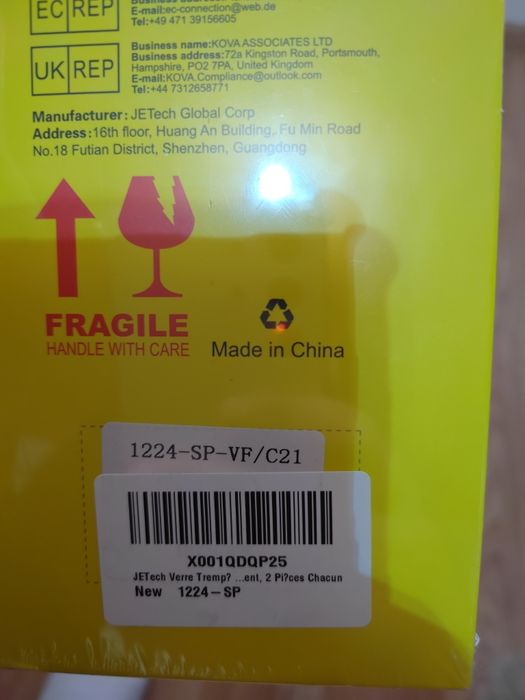 EC REP
E-mail:ec-connection@web.de
Tel:+49 471 39156605
UK REP
Business name:KOVA ASSOCIATES LTD
Business address:72a Kingston Road, Portsmouth,
Hampshire, PO2 7PA, United Kingdom
E-mail:KOVA.Compliance@outlook.com
Tel:+44 7312658771
Manufacturer: JETech Global Corp
Address:16th floor, Huang An Building, Fu Min Road
No.18 Futian District, Shenzhen, Guangdong
FRAGILE
HANDLE WITH CARE
Made in China
1224-SP-VF/C21
X001QDQP25
JETech Verre Tremp? ...ent, 2 Pi?ces Chacun
New 1224-SP